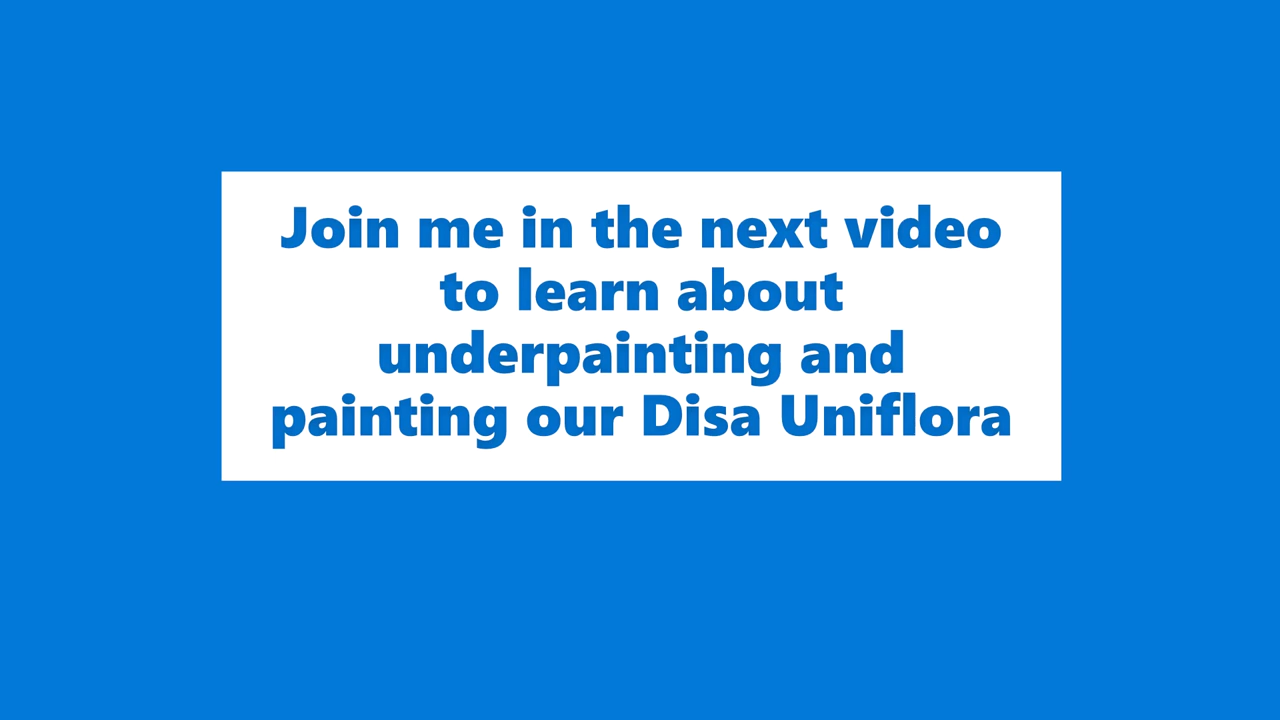 Join me in the next video
to learn about
underpainting and
painting our Disa Uniflora